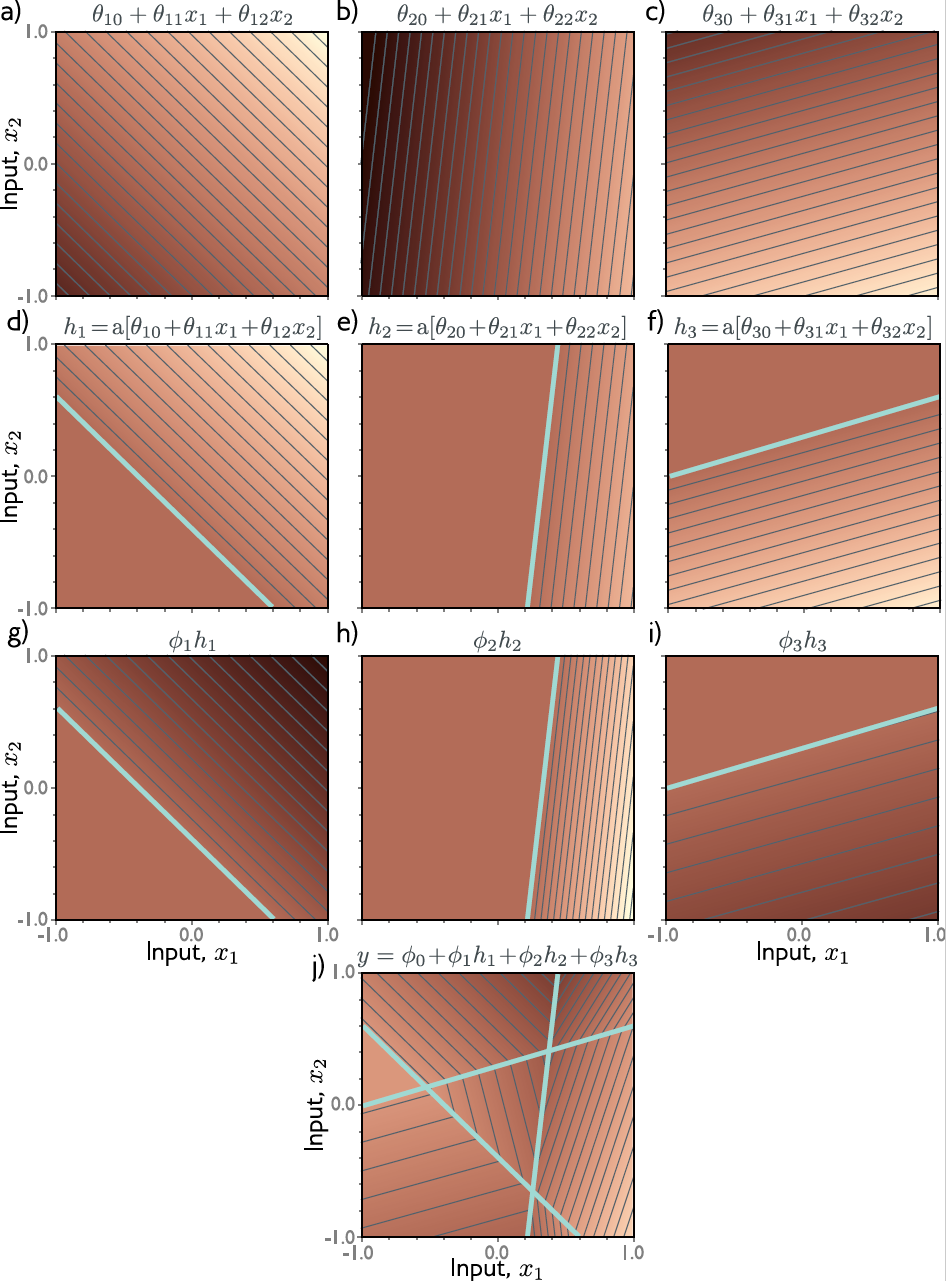 a) θ₁₀ + θ₁₁x₁ + θ₁₂x₂ b) θ₂₀ + θ₂₁x₁ + θ₂₂x₂ c) θ₃₀ + θ₃₁x₁ + θ₃₂x₂
1.0
Input, x₂
0.0
-1.0
d) h₁=a[θ₁₀+θ₁₁x₁+θ₁₂x₂] e) h₂=a[θ₂₀+θ₂₁x₁+θ₂₂x₂] f) h₃=a[θ₃₀+θ₃₁x₁+θ₃₂x₂]
1.0
Input, x₂
0.0
-1.0
g) ϕ₁h₁ h) ϕ₂h₂ i) ϕ₃h₃
1.0
Input, x₂
0.0
-1.0
-1.0 0.0 1.0 -1.0 0.0 1.0
Input, x₁ Input, x₁
j) y = ϕ₀+ϕ₁h₁+ϕ₂h₂+ϕ₃h₃
1.0
Input, x₂
0.0
-1.0
-1.0 0.0 1.0
Input, x₁